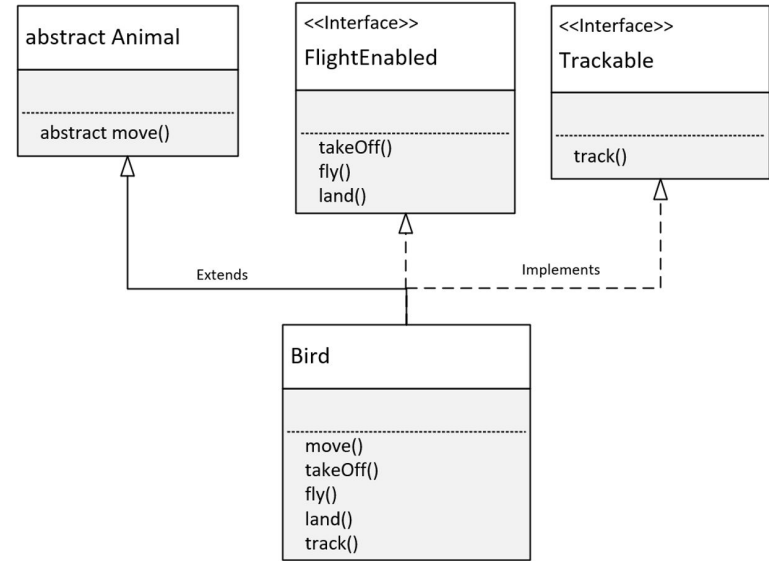 abstract Animal
abstract move()
<<Interface>>
FlightEnabled
takeOff()
fly()
land()
<<Interface>>
Trackable
track()
Extends
Implements
Bird
move()
takeOff()
fly()
land()
track()